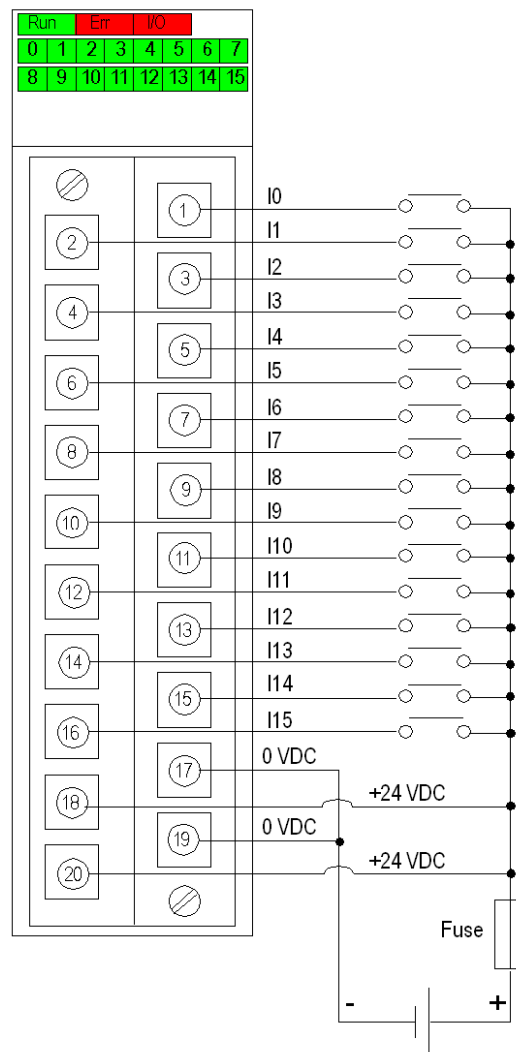 Run Err I/O
0 1 2 3 4 5 6 7
8 9 10 11 12 13 14 15
1 I0
2 I1
3 I2
4 I3
5 I4
6 I5
7 I6
8 I7
9 I8
10 I9
11 I10
12 I11
13 I12
14 I13
15 I14
16 I15
17 0 VDC
18 +24 VDC
19 0 VDC
20 +24 VDC
Fuse
- +